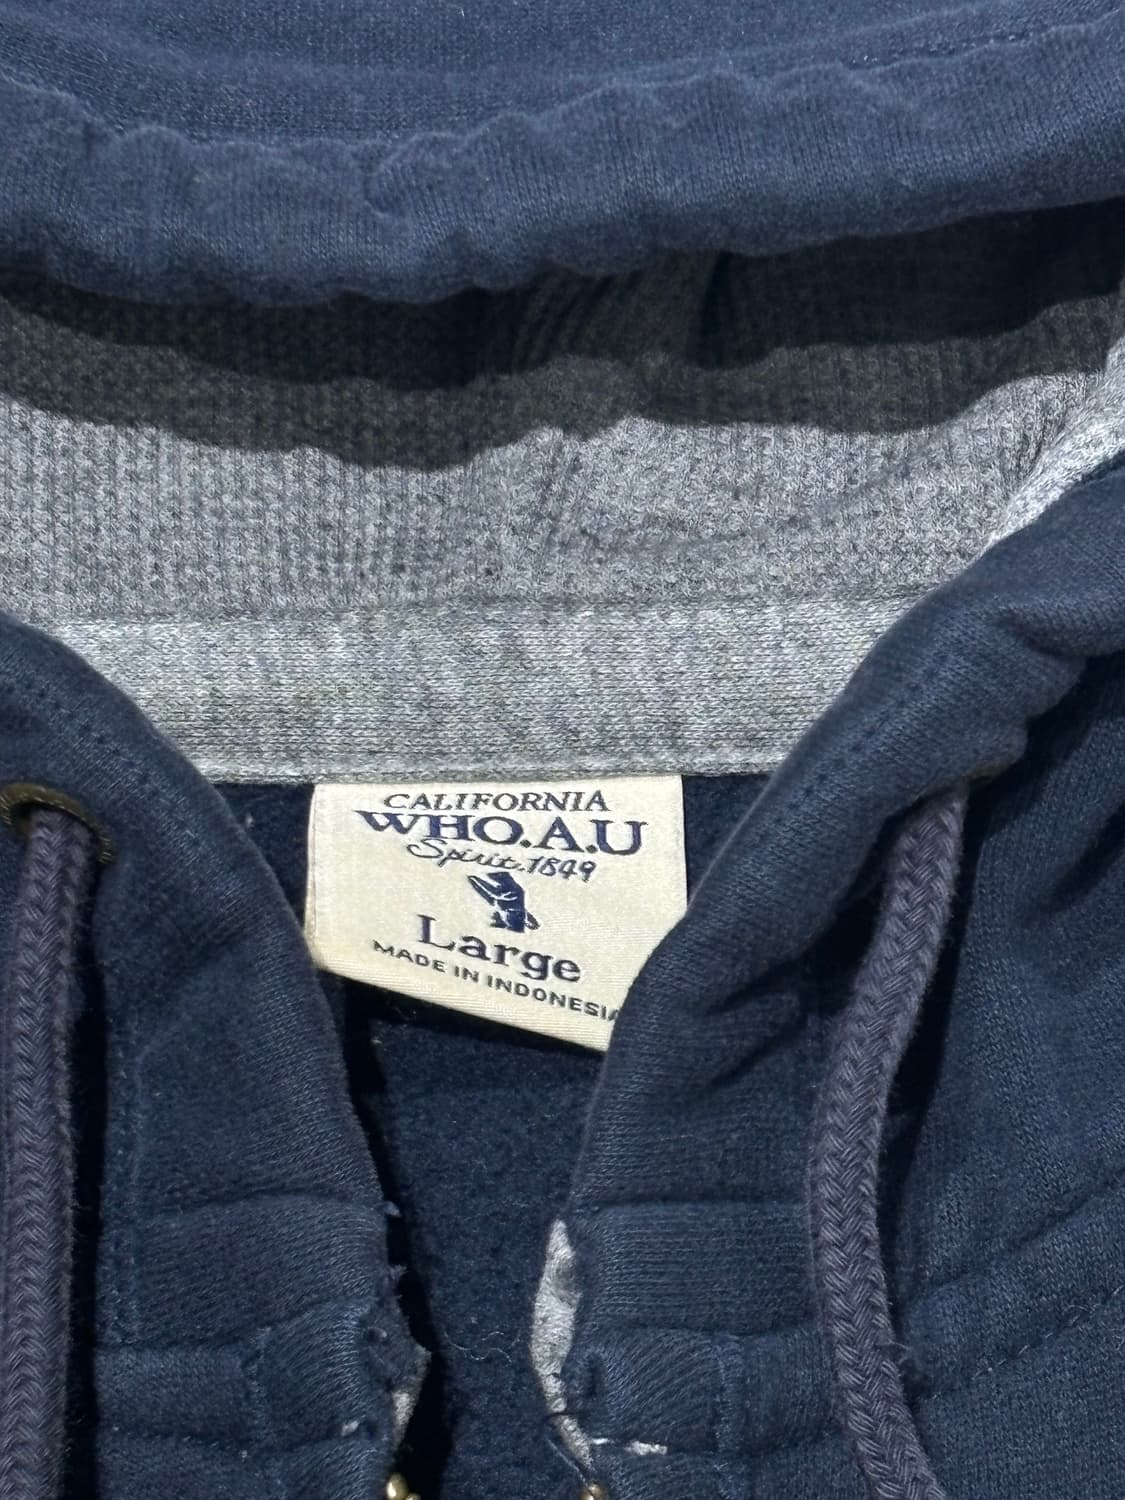 CALIFORNIA
WHO.A.U
Spirit.1849
Large
MADE IN INDONESIA